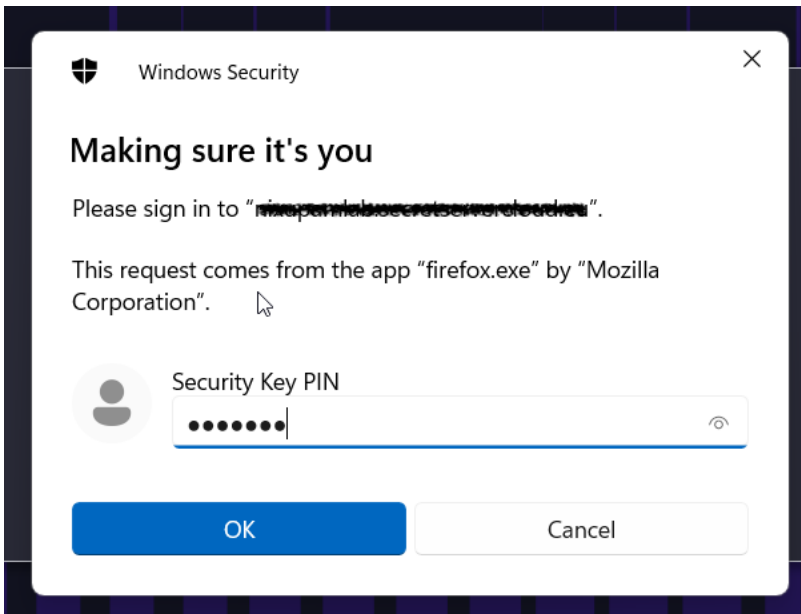 Windows Security
Making sure it's you
Please sign in to "".
This request comes from the app "firefox.exe" by "Mozilla
Corporation".
Security Key PIN
OK
Cancel